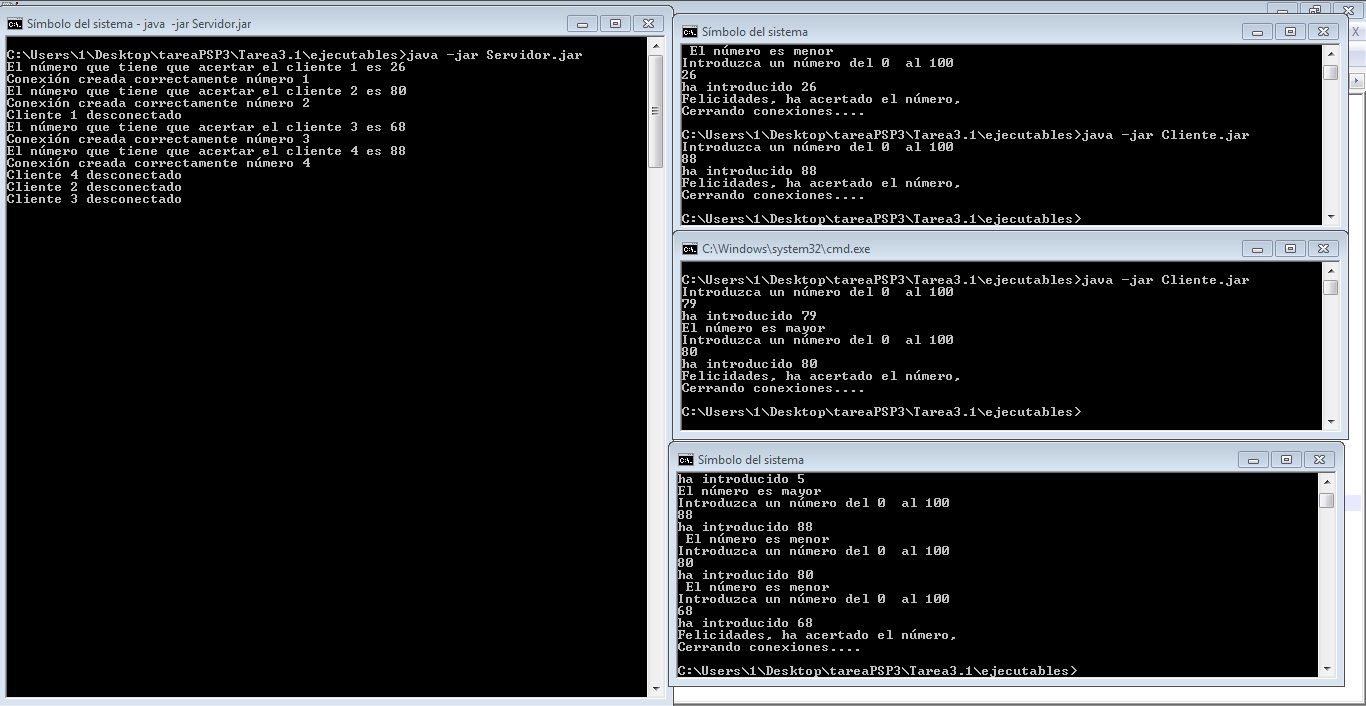 Símbolo del sistema - java -jar Servidor.jar
C:\Users\1\Desktop\tareaPSP3\Tarea3.1\ejecutables>java -jar Servidor.jar
El número que tiene que acertar el cliente 1 es 26
Conexión creada correctamente número 1
El número que tiene que acertar el cliente 2 es 80
Conexión creada correctamente número 2
Cliente 1 desconectado
El número que tiene que acertar el cliente 3 es 68
Conexión creada correctamente número 3
El número que tiene que acertar el cliente 4 es 88
Conexión creada correctamente número 4
Cliente 4 desconectado
Cliente 2 desconectado
Cliente 3 desconectado
Símbolo del sistema
El número es menor
Introduzca un número del 0 al 100
26
ha introducido 26
Felicidades, ha acertado el número,
Cerrando conexiones....
C:\Users\1\Desktop\tareaPSP3\Tarea3.1\ejecutables>java -jar Cliente.jar
Introduzca un número del 0 al 100
88
ha introducido 88
Felicidades, ha acertado el número,
Cerrando conexiones....
C:\Users\1\Desktop\tareaPSP3\Tarea3.1\ejecutables>
C:\Windows\system32\cmd.exe
C:\Users\1\Desktop\tareaPSP3\Tarea3.1\ejecutables>java -jar Cliente.jar
Introduzca un número del 0 al 100
79
ha introducido 79
El número es mayor
Introduzca un número del 0 al 100
80
ha introducido 80
Felicidades, ha acertado el número,
Cerrando conexiones....
C:\Users\1\Desktop\tareaPSP3\Tarea3.1\ejecutables>
Símbolo del sistema
ha introducido 5
El número es mayor
Introduzca un número del 0 al 100
88
ha introducido 88
El número es menor
Introduzca un número del 0 al 100
80
ha introducido 80
El número es menor
Introduzca un número del 0 al 100
68
ha introducido 68
Felicidades, ha acertado el número,
Cerrando conexiones....
C:\Users\1\Desktop\tareaPSP3\Tarea3.1\ejecutables>